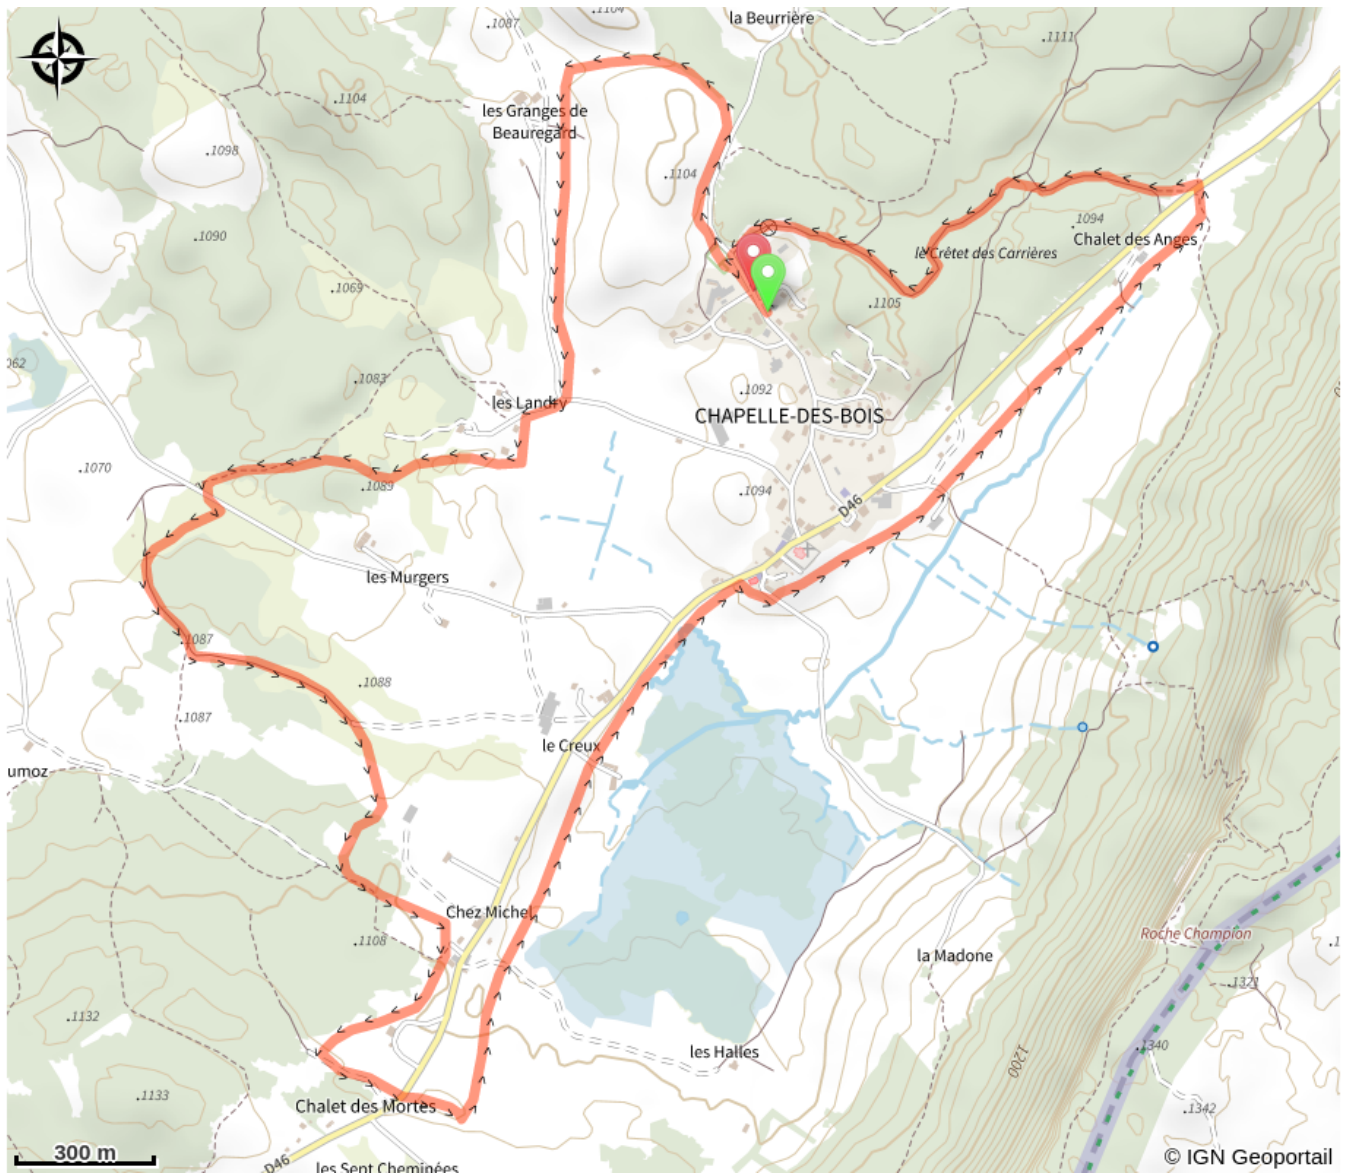 .1104
la Beurrière
.1087
.1111
.1104
les Granges de
Beauregard
.1098
.1104
.1094
.1090
Chalet des Anges
le Crêtet des Carrières
.1069
.1105
062
.1083
.1092
les Landry
CHAPELLE-DES-BOIS
.1070
.1089
.1094
D46
les Murgers
.1087
.1088
.1087
le Creux
umoz
Chez Michel
.1108
Roche Champion
la Madone
.1321
.1132
.1340
les Halles
1200
.1133
Chalet des Mortes
.1342
300 m
D46
les Sept Cheminées
© IGN Geoportail